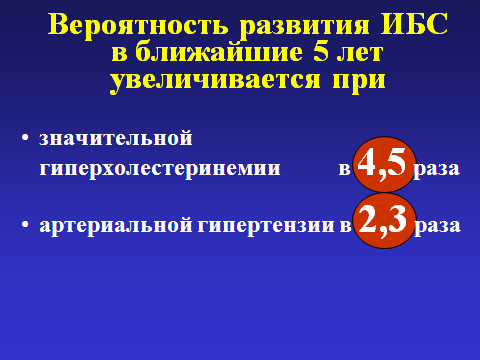 Вероятность развития ИБС
в ближайшие 5 лет
увеличивается при
• значительной
гиперхолестеринемии в 4,5 раза
• артериальной гипертензии в 2,3 раза